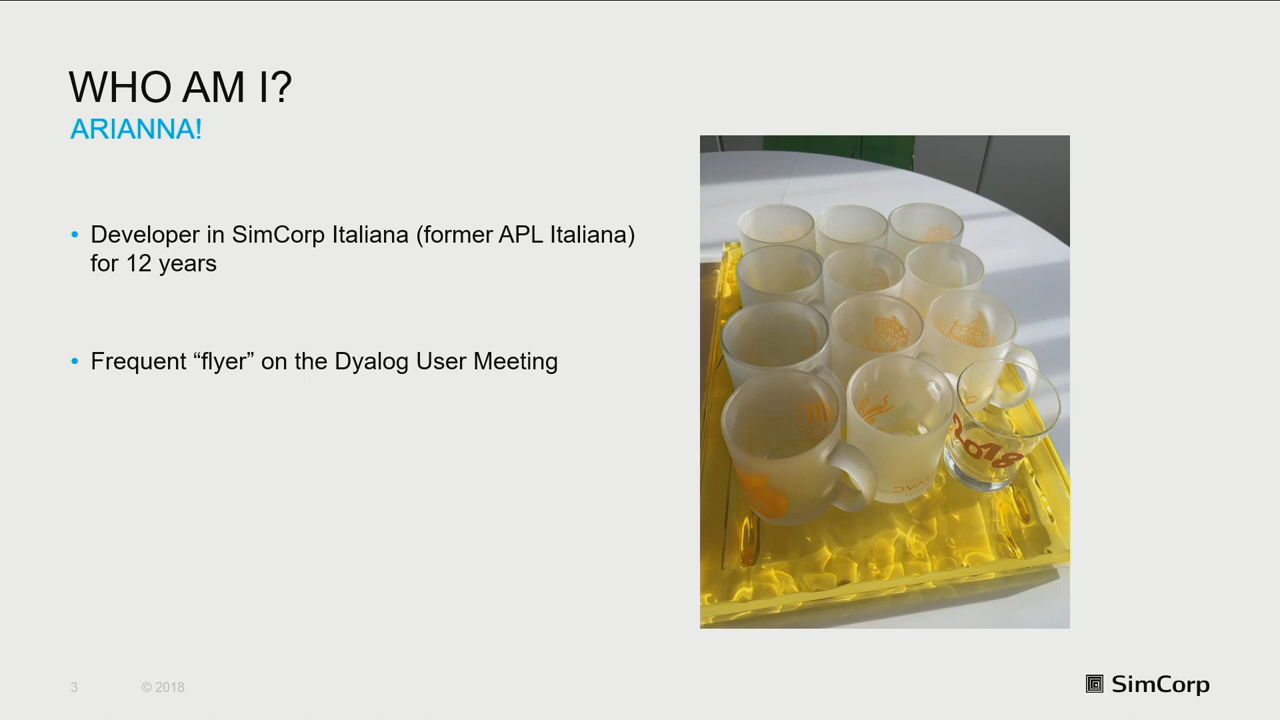 WHO AM I?
ARIANNA!
• Developer in SimCorp Italiana (former APL Italiana)
for 12 years
• Frequent “flyer” on the Dyalog User Meeting
2018
3
© 2018
SimCorp